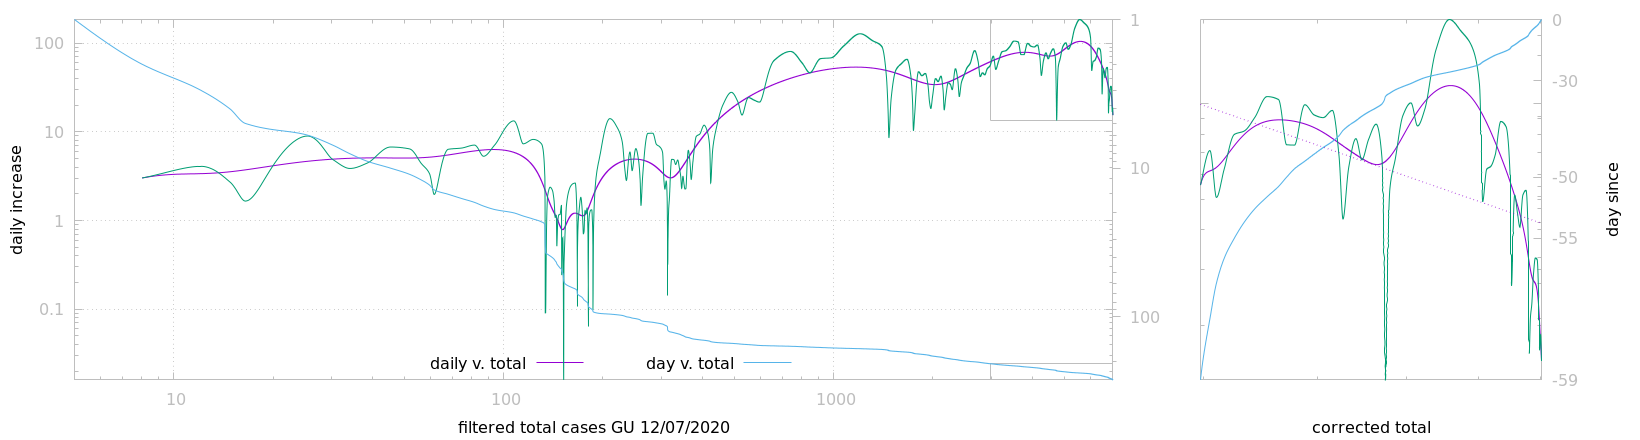 daily increase
100
10
1
0.1
10
100
1000
daily v. total
day v. total
filtered total cases GU 12/07/2020
1
10
100
corrected total
0
-30
-50
-55
-59
day since